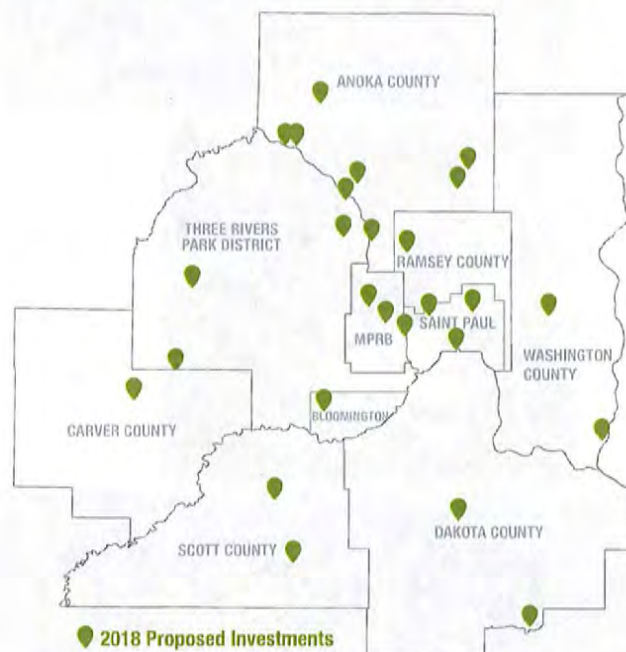 ANOKA COUNTY
THREE RIVERS
PARK DISTRICT
RAMSEY COUNTY
MPRB
SAINT PAUL
WASHINGTON
COUNTY
BLOOMINGTON
CARVER COUNTY
SCOTT COUNTY
DAKOTA COUNTY
2018 Proposed Investments